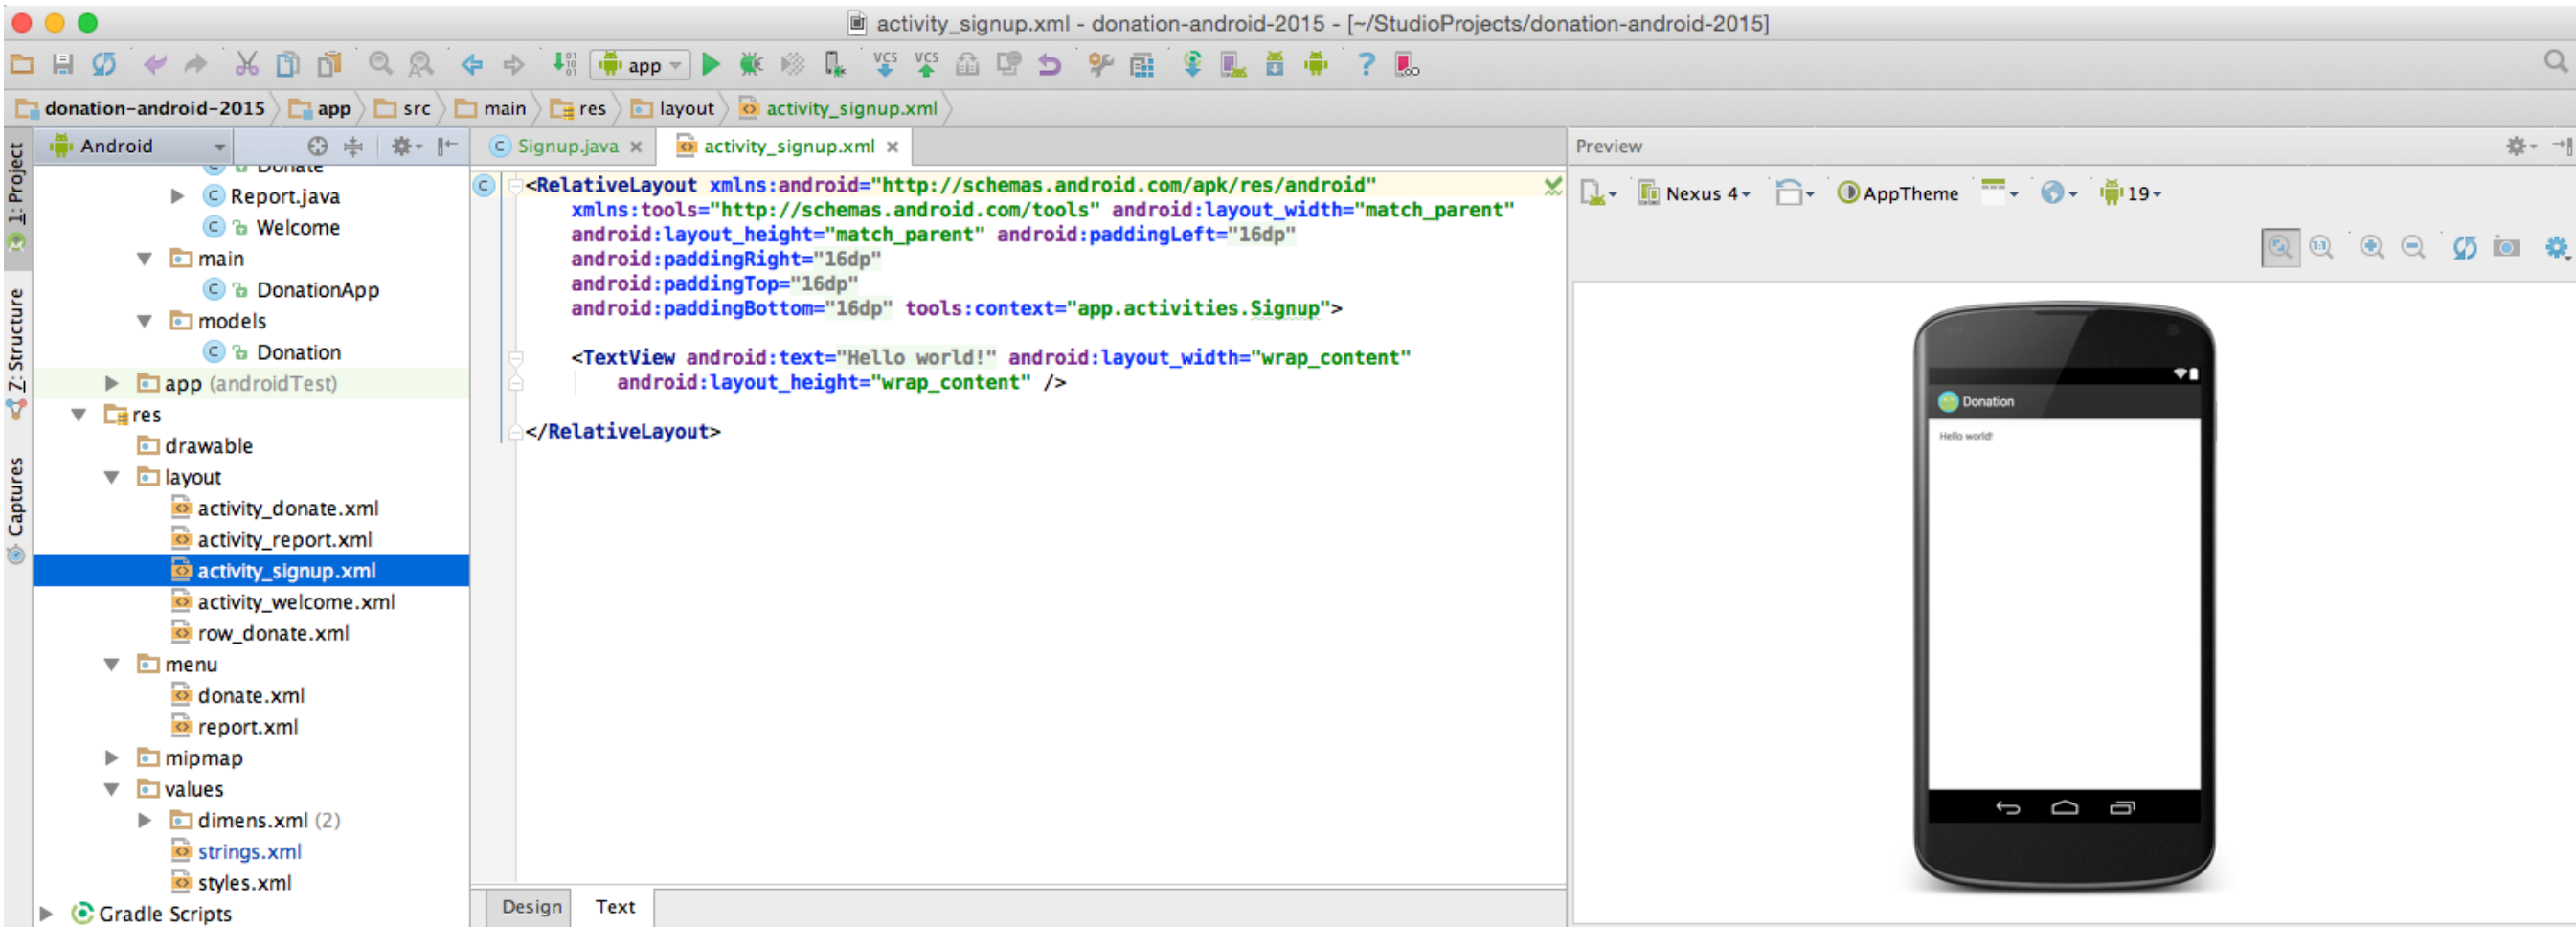 activity_signup.xml - donation-android-2015 - [~/StudioProjects/donation-android-2015]
app
VCS VCS
?
donation-android-2015 app src main res layout activity_signup.xml
1: Project
Z: Structure
Captures
Android
Donate
Report.java
Welcome
main
DonationApp
models
Donation
app (androidTest)
res
drawable
layout
activity_donate.xml
activity_report.xml
activity_signup.xml
activity_welcome.xml
row_donate.xml
menu
donate.xml
report.xml
mipmap
values
dimens.xml (2)
strings.xml
styles.xml
Gradle Scripts
Signup.java activity_signup.xml
<RelativeLayout xmlns:android="http://schemas.android.com/apk/res/android"
xmlns:tools="http://schemas.android.com/tools" android:layout_width="match_parent"
android:layout_height="match_parent" android:paddingLeft="16dp"
android:paddingRight="16dp"
android:paddingTop="16dp"
android:paddingBottom="16dp" tools:context="app.activities.Signup">
<TextView android:text="Hello world!" android:layout_width="wrap_content"
android:layout_height="wrap_content" />
</RelativeLayout>
Design Text
Preview
Nexus 4 AppTheme 19
1:1
Donation
Hello world!